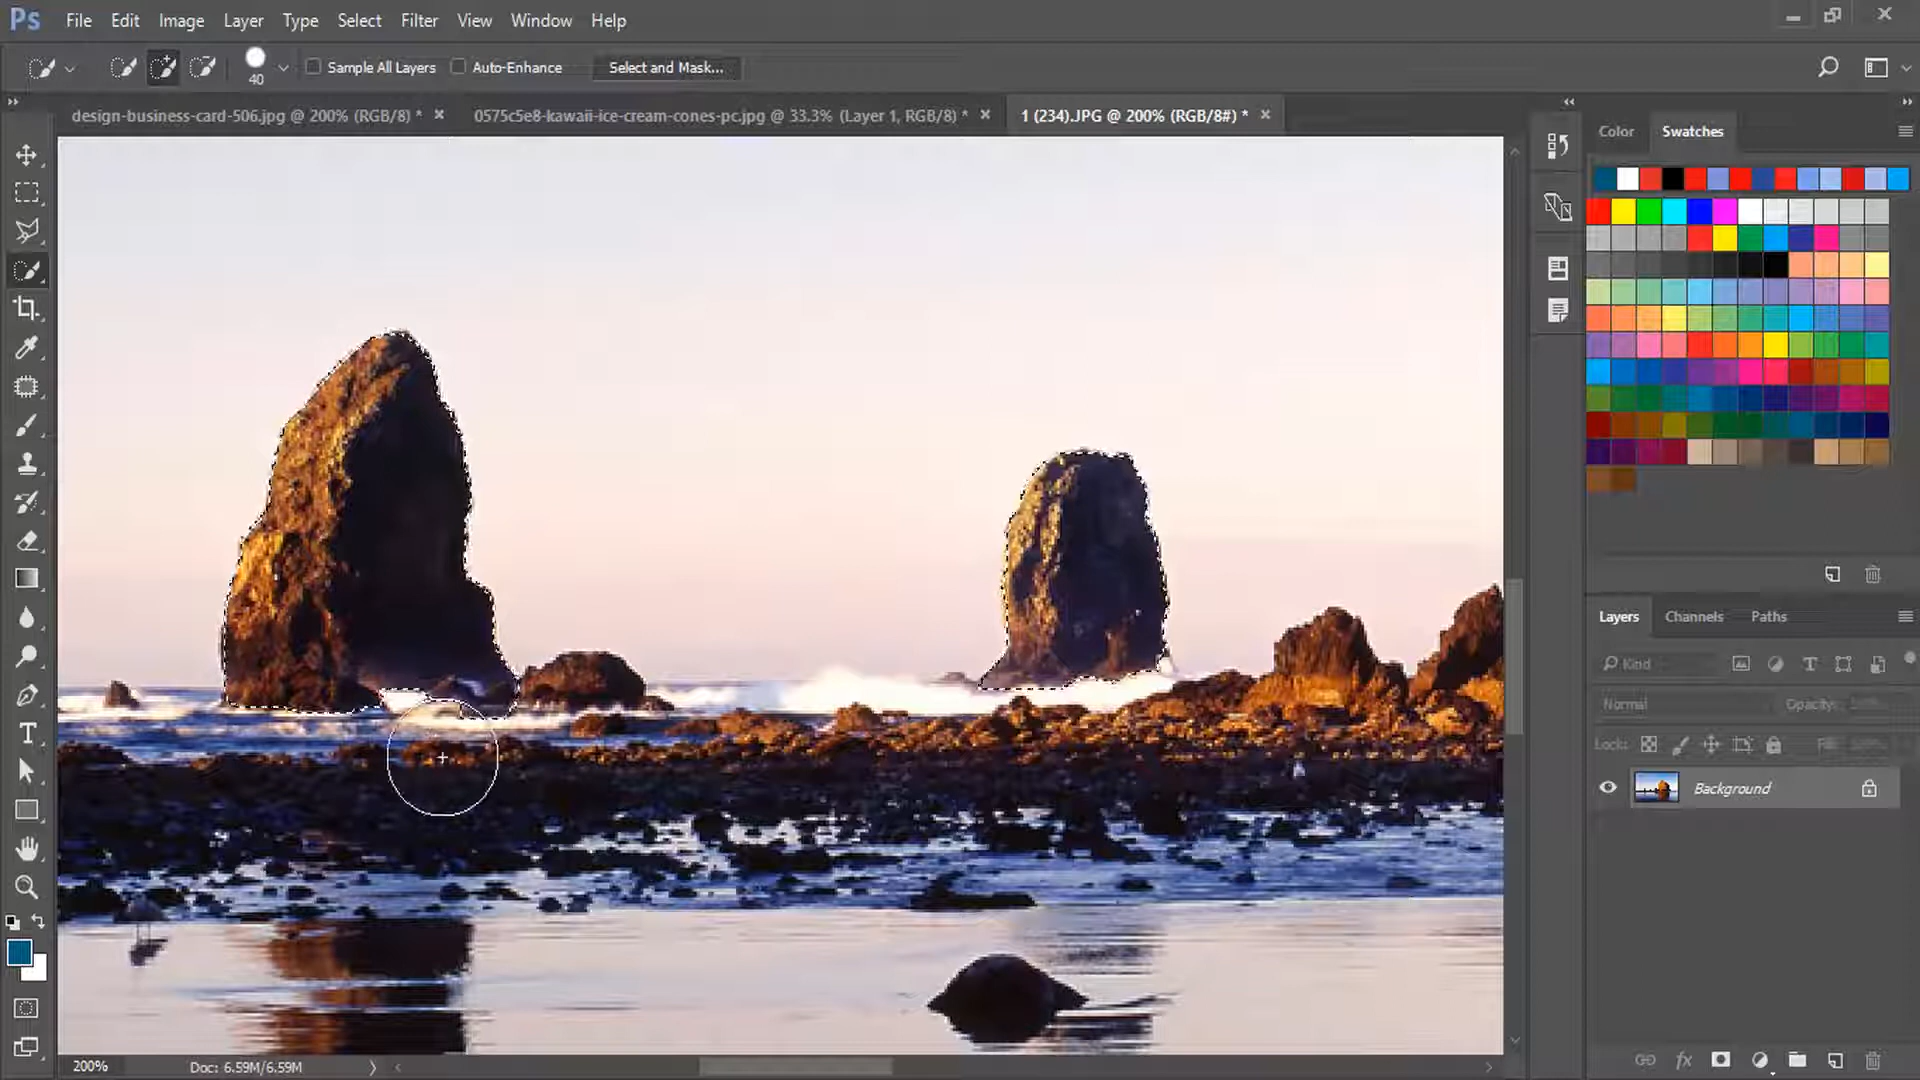 Ps File Edit Image Layer Type Select Filter View Window Help
40 Sample All Layers Auto-Enhance Select and Mask...
design-business-card-506.jpg @ 200% (RGB/8) * 0575c5e8-kawaii-ice-cream-cones-pc.jpg @ 33.3% (Layer 1, RGB/8) * 1 (234).JPG @ 200% (RGB/8#) *
Color Swatches
Layers Channels Paths
Kind
Normal Opacity:
Lock: Fill:
Background
200% Doc: 6.59M/6.59M
fx